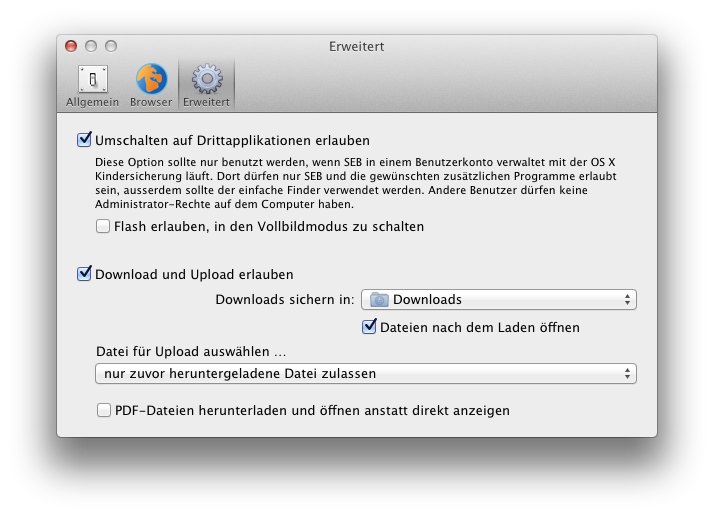 Erweitert
Allgemein Browser Erweitert
Umschalten auf Drittapplikationen erlauben
Diese Option sollte nur benutzt werden, wenn SEB in einem Benutzerkonto verwaltet mit der OS X
Kindersicherung läuft. Dort dürfen nur SEB und die gewünschten zusätzlichen Programme erlaubt
sein, ausserdem sollte der einfache Finder verwendet werden. Andere Benutzer dürfen keine
Administrator-Rechte auf dem Computer haben.
Flash erlauben, in den Vollbildmodus zu schalten
Download und Upload erlauben
Downloads sichern in: Downloads
Dateien nach dem Laden öffnen
Datei für Upload auswählen ...
nur zuvor heruntergeladene Datei zulassen
PDF-Dateien herunterladen und öffnen anstatt direkt anzeigen